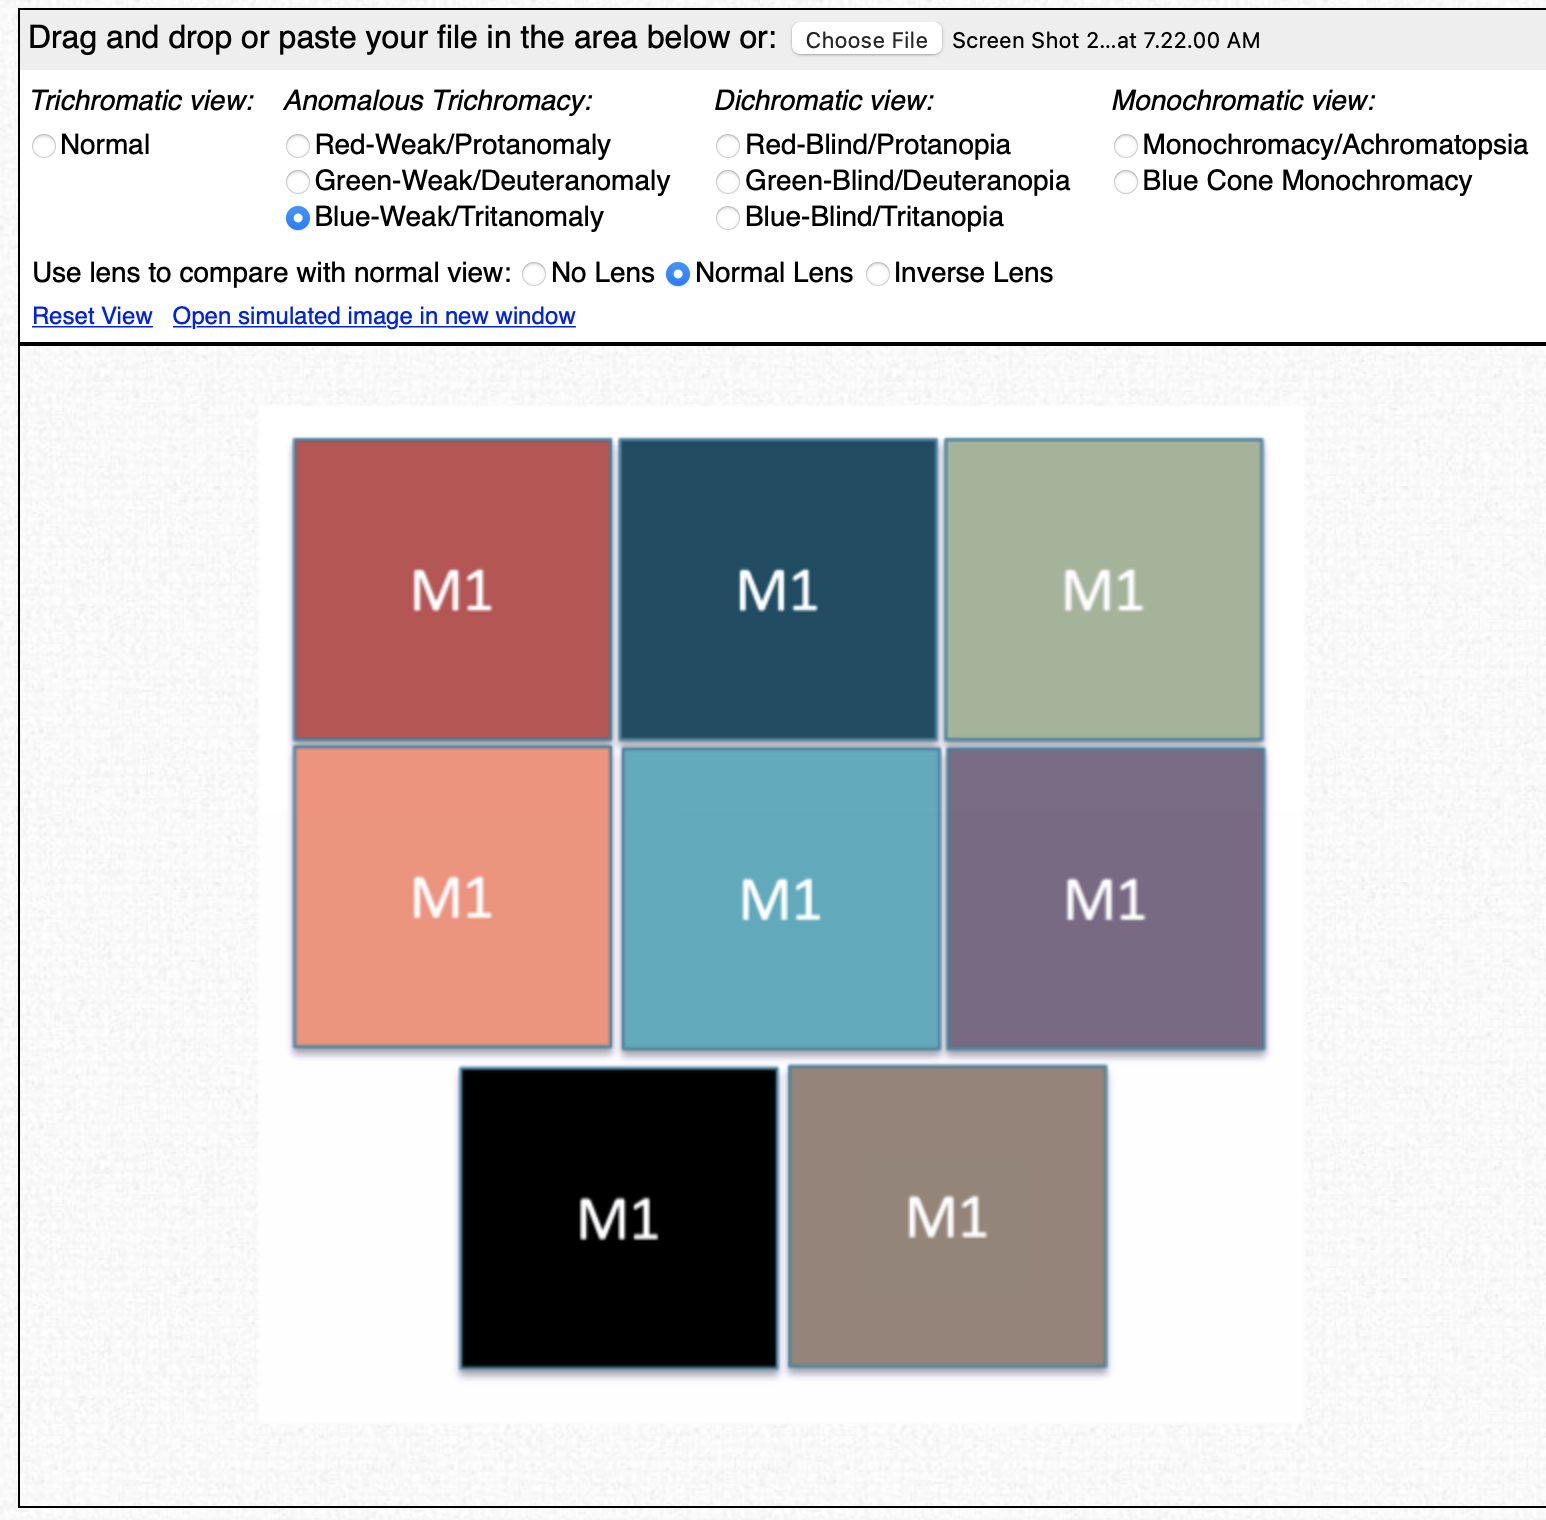 Drag and drop or paste your file in the area below or: Choose File Screen Shot 2...at 7.22.00 AM
Trichromatic view: Anomalous Trichromacy: Dichromatic view: Monochromatic view:
Normal Red-Weak/Protanomaly Red-Blind/Protanopia Monochromacy/Achromatopsia
Green-Weak/Deuteranomaly Green-Blind/Deuteranopia Blue Cone Monochromacy
Blue-Weak/Tritanomaly Blue-Blind/Tritanopia
Use lens to compare with normal view: No Lens Normal Lens Inverse Lens
Reset View Open simulated image in new window
M1 M1 M1
M1 M1 M1
M1 M1